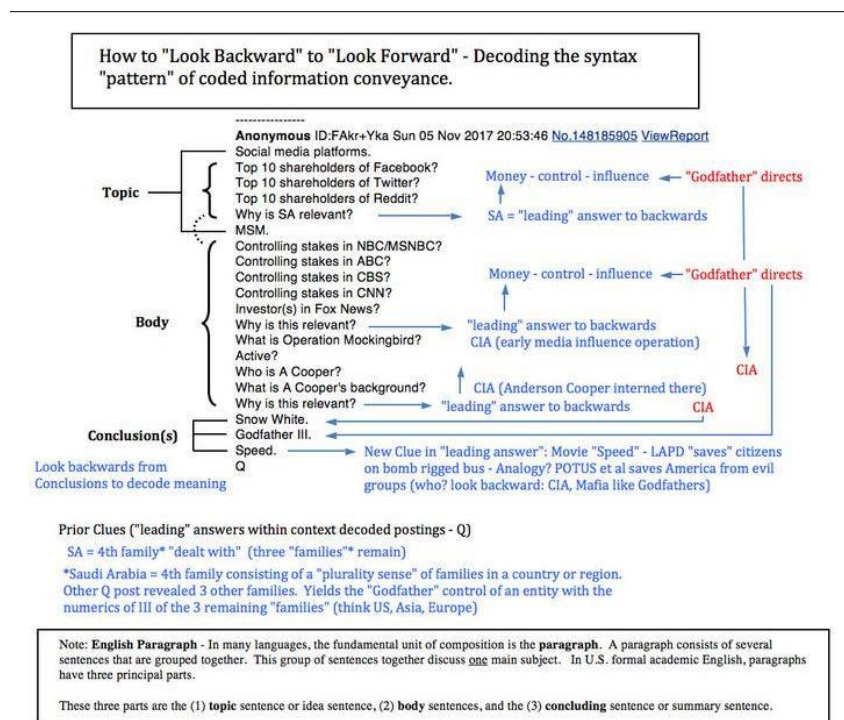 How to "Look Backward" to "Look Forward" - Decoding the syntax
"pattern" of coded information conveyance.
----------------
Anonymous ID:FAkr+Yka Sun 05 Nov 2017 20:53:46 No.148185905 ViewReport
Social media platforms.
Top 10 shareholders of Facebook?
Top 10 shareholders of Twitter?
Top 10 shareholders of Reddit?
Why is SA relevant?
MSM.
Controlling stakes in NBC/MSNBC?
Controlling stakes in ABC?
Controlling stakes in CBS?
Controlling stakes in CNN?
Investor(s) in Fox News?
Why is this relevant?
What is Operation Mockingbird?
Active?
Who is A Cooper?
What is A Cooper's background?
Why is this relevant?
Snow White.
Godfather III.
Speed.
Q
Topic
Body
Conclusion(s)
Look backwards from
Conclusions to decode meaning
Money - control - influence
"Godfather" directs
SA = "leading" answer to backwards
Money - control - influence
"Godfather" directs
"leading" answer to backwards
CIA (early media influence operation)
CIA
CIA (Anderson Cooper interned there)
"leading" answer to backwards
CIA
New Clue in "leading answer": Movie "Speed" - LAPD "saves" citizens
on bomb rigged bus - Analogy? POTUS et al saves America from evil
groups (who? look backward: CIA, Mafia like Godfathers)
Prior Clues ("leading" answers within context decoded postings - Q)
SA = 4th family* "dealt with" (three "families"* remain)
*Saudi Arabia = 4th family consisting of a "plurality sense" of families in a country or region.
Other Q post revealed 3 other families. Yields the "Godfather" control of an entity with the
numerics of III of the 3 remaining "families" (think US, Asia, Europe)
Note: English Paragraph - In many languages, the fundamental unit of composition is the paragraph. A paragraph consists of several
sentences that are grouped together. This group of sentences together discuss one main subject. In U.S. formal academic English, paragraphs
have three principal parts.
These three parts are the (1) topic sentence or idea sentence, (2) body sentences, and the (3) concluding sentence or summary sentence.